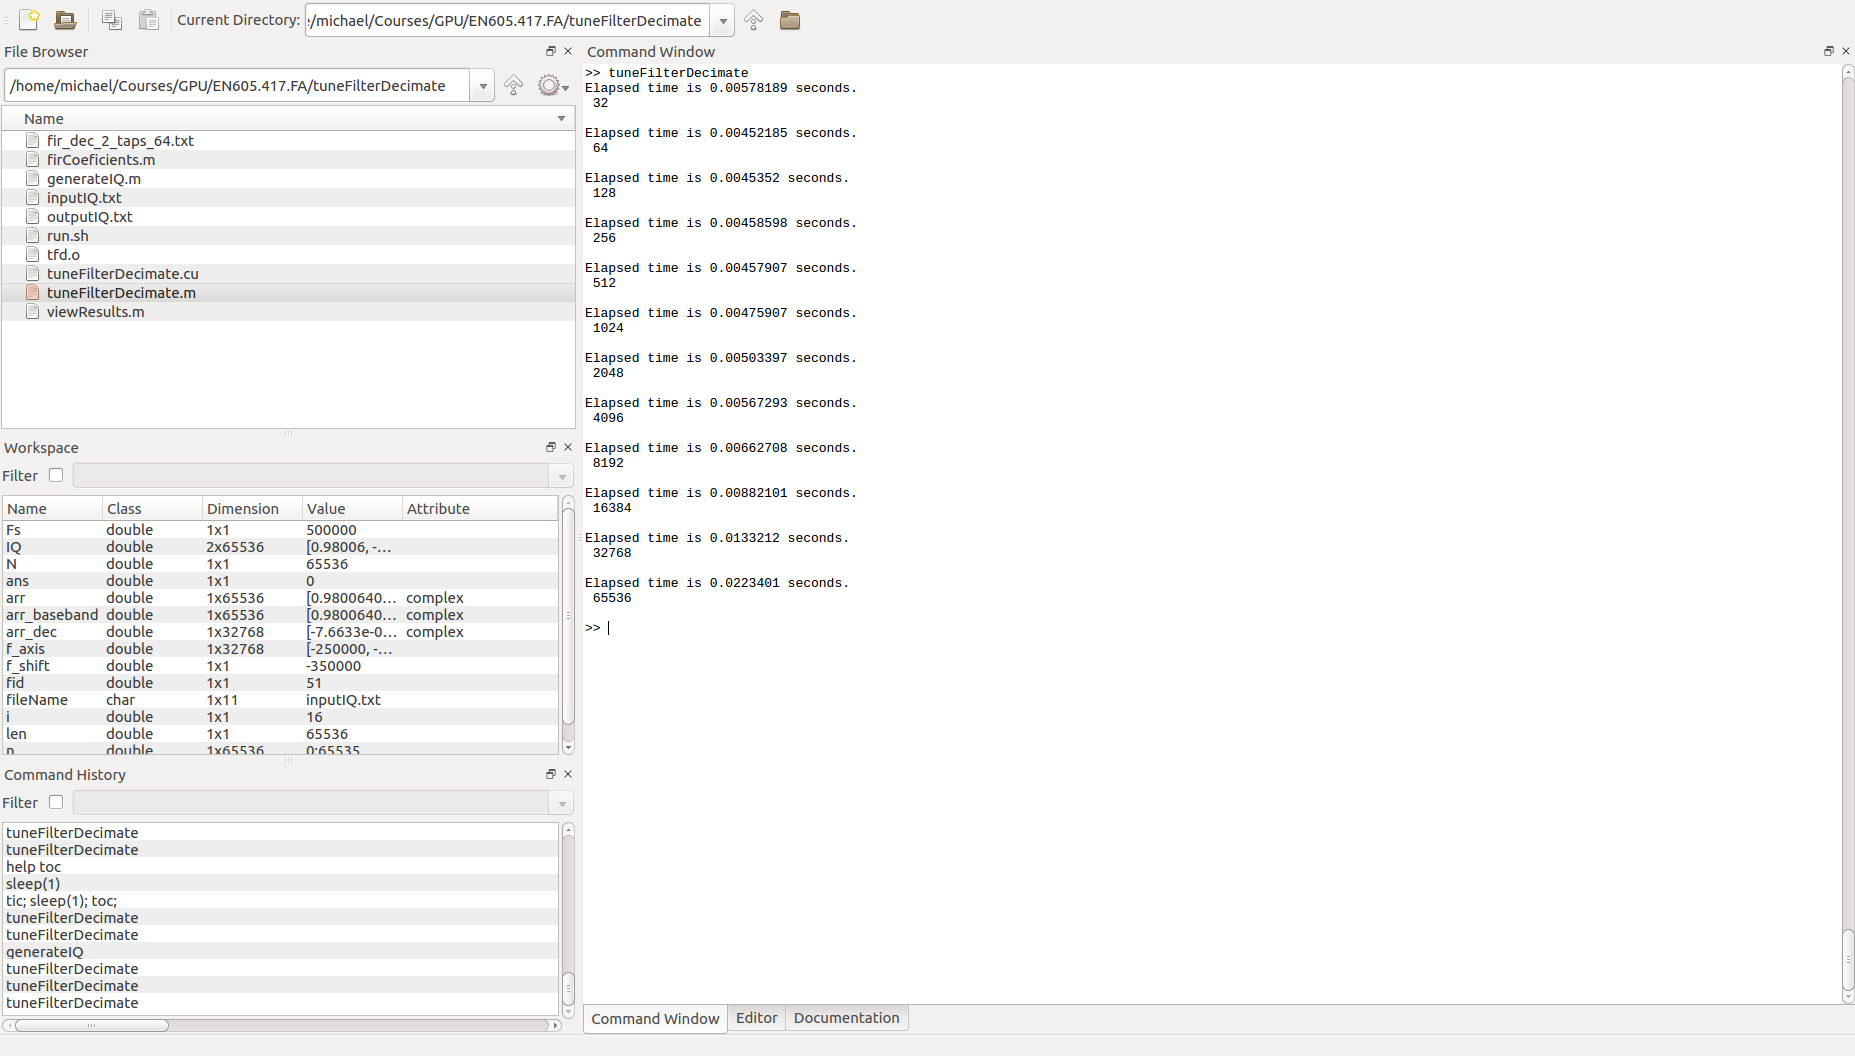 Current Directory: :/michael/Courses/GPU/EN605.417.FA/tuneFilterDecimate
File Browser
/home/michael/Courses/GPU/EN605.417.FA/tuneFilterDecimate
Name
fir_dec_2_taps_64.txt
firCoeficients.m
generateIQ.m
inputIQ.txt
outputIQ.txt
run.sh
tfd.o
tuneFilterDecimate.cu
tuneFilterDecimate.m
viewResults.m
Workspace
Filter
Name Class Dimension Value Attribute
Fs double 1x1 500000
IQ double 2x65536 [0.98006, -...
N double 1x1 65536
ans double 1x1 0
arr double 1x65536 [0.9800640... complex
arr_baseband double 1x65536 [0.9800640... complex
arr_dec double 1x32768 [-7.6633e-0... complex
f_axis double 1x32768 [-250000, -...
f_shift double 1x1 -350000
fid double 1x1 51
fileName char 1x11 inputIQ.txt
i double 1x1 16
len double 1x1 65536
n double 1x65536 0:65535
Command History
Filter
tuneFilterDecimate
tuneFilterDecimate
help toc
sleep(1)
tic; sleep(1); toc;
tuneFilterDecimate
tuneFilterDecimate
generateIQ
tuneFilterDecimate
tuneFilterDecimate
tuneFilterDecimate
Command Window
>> tuneFilterDecimate
Elapsed time is 0.00578189 seconds.
32
Elapsed time is 0.00452185 seconds.
64
Elapsed time is 0.0045352 seconds.
128
Elapsed time is 0.00458598 seconds.
256
Elapsed time is 0.00457907 seconds.
512
Elapsed time is 0.00475907 seconds.
1024
Elapsed time is 0.00503397 seconds.
2048
Elapsed time is 0.00567293 seconds.
4096
Elapsed time is 0.00662708 seconds.
8192
Elapsed time is 0.00882101 seconds.
16384
Elapsed time is 0.0133212 seconds.
32768
Elapsed time is 0.0223401 seconds.
65536
>>
Command Window Editor Documentation